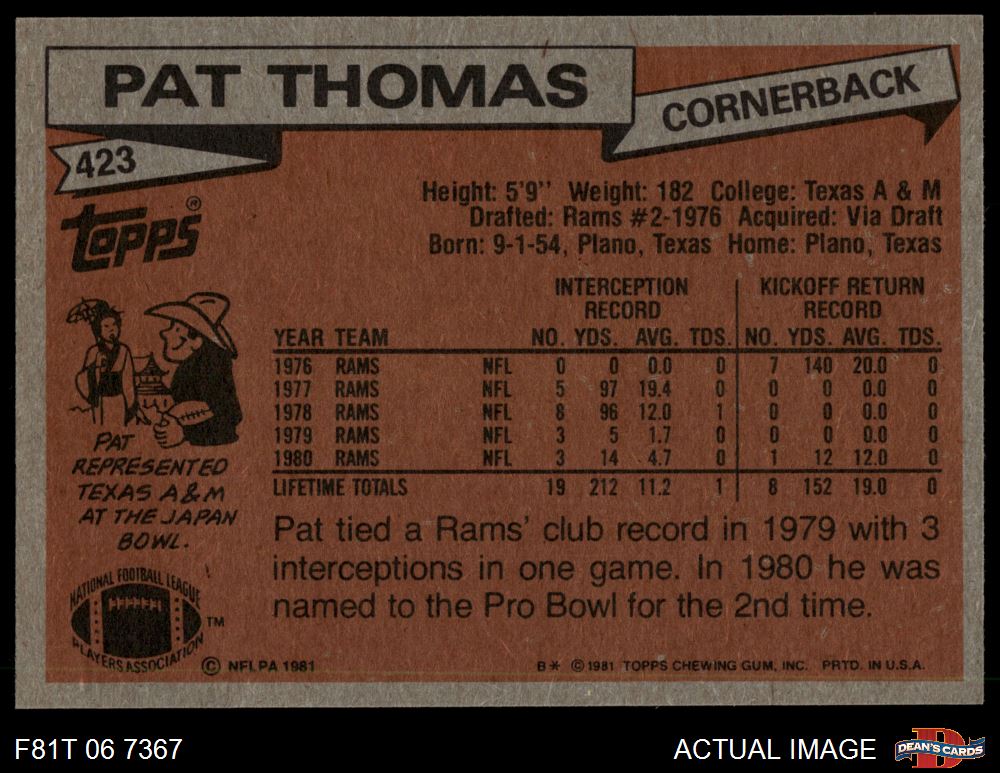 PAT THOMAS
CORNERBACK
423
TOPPS®
Height: 5'9'' Weight: 182 College: Texas A & M
Drafted: Rams #2-1976 Acquired: Via Draft
Born: 9-1-54, Plano, Texas Home: Plano, Texas
INTERCEPTION RECORD KICKOFF RETURN RECORD
YEAR TEAM NO. YDS. AVG. TDS. NO. YDS. AVG. TDS.
1976 RAMS NFL 0 0 0.0 0 7 140 20.0 0
1977 RAMS NFL 5 97 19.4 0 0 0 0.0 0
1978 RAMS NFL 8 96 12.0 1 0 0 0.0 0
1979 RAMS NFL 3 5 1.7 0 0 0 0.0 0
1980 RAMS NFL 3 14 4.7 0 1 12 12.0 0
LIFETIME TOTALS 19 212 11.2 1 8 152 19.0 0
PAT
REPRESENTED
TEXAS A & M
AT THE JAPAN
BOWL.
Pat tied a Rams' club record in 1979 with 3
interceptions in one game. In 1980 he was
named to the Pro Bowl for the 2nd time.
NATIONAL FOOTBALL LEAGUE
PLAYERS ASSOCIATION
TM
© NFLPA 1981
B* © 1981 TOPPS CHEWING GUM, INC. PRTD. IN U.S.A.
F81T 06 7367
ACTUAL IMAGE
D
DEAN'S CARDS